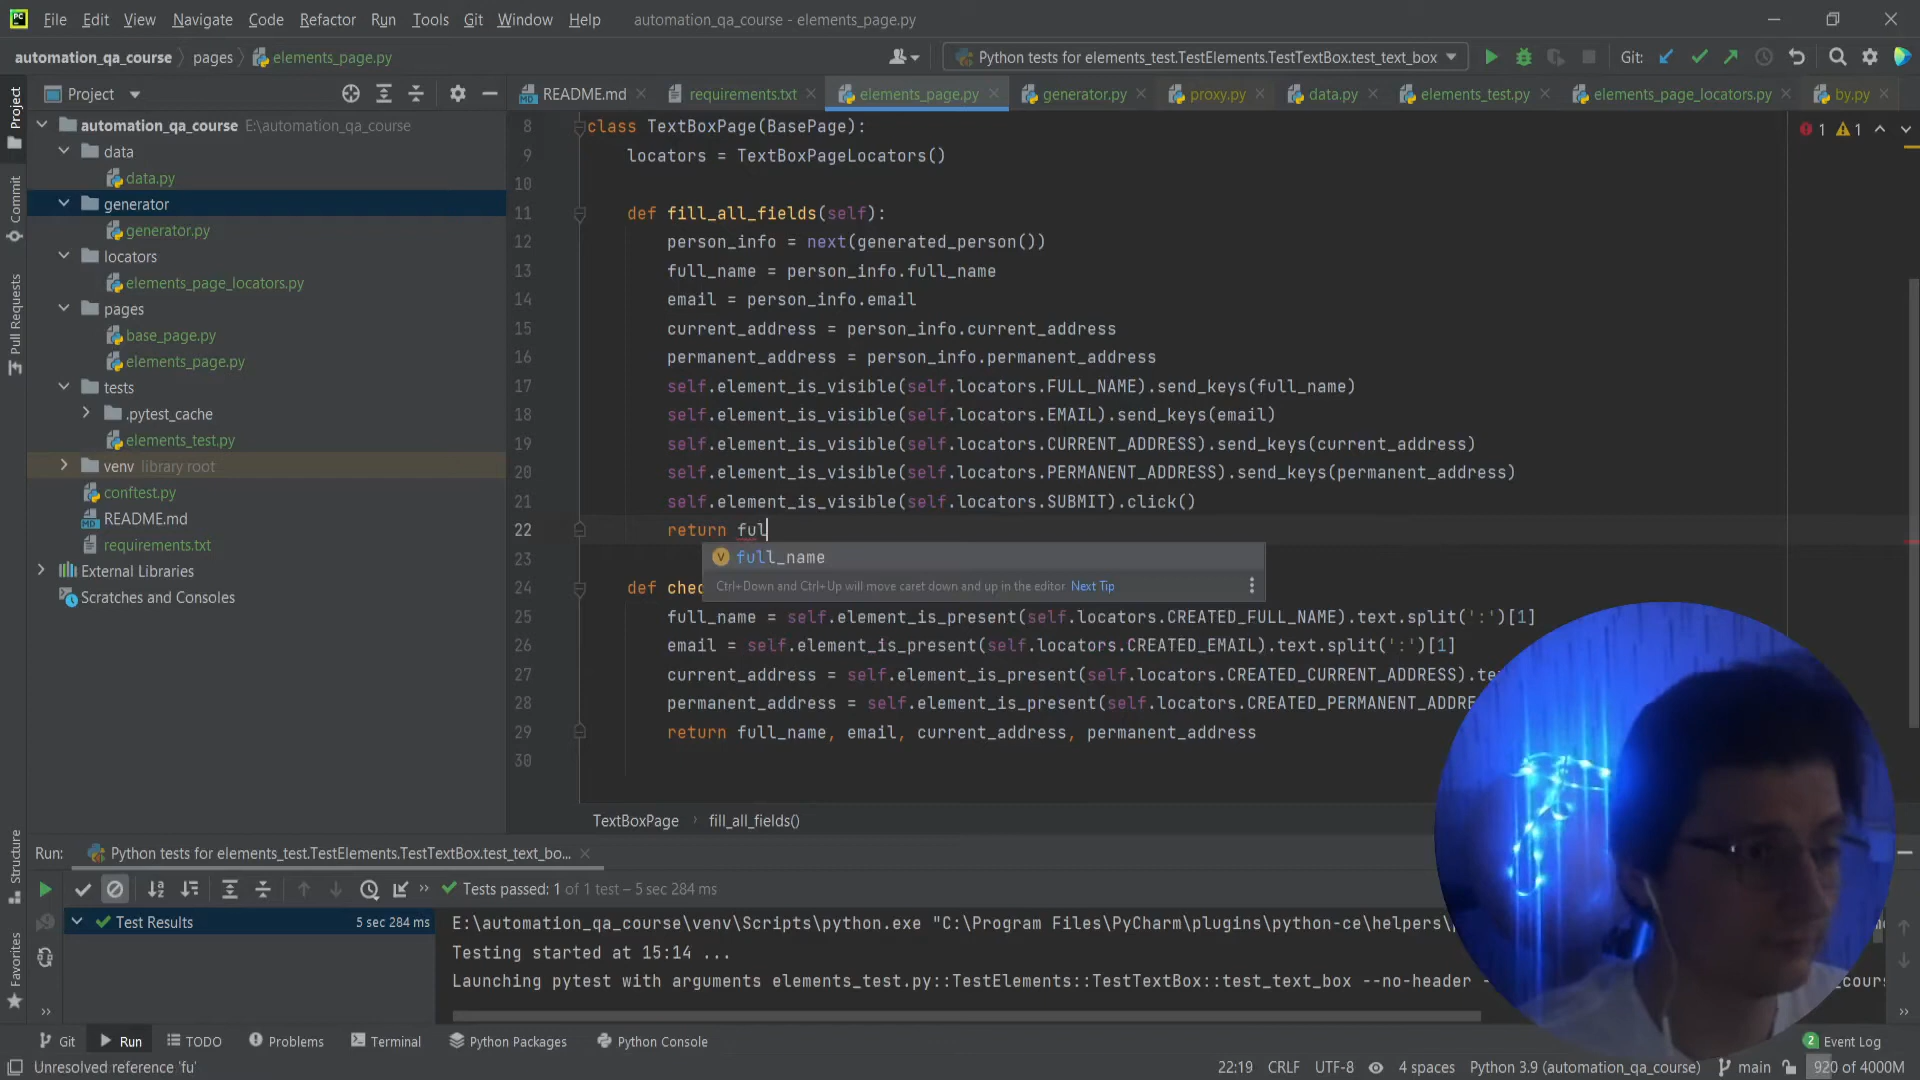 File Edit View Navigate Code Refactor Run Tools Git Window Help automation_qa_course - elements_page.py
automation_qa_course pages elements_page.py Python tests for elements_test.TestElements.TestTextBox.test_text_box Git:
Project README.md requirements.txt elements_page.py generator.py proxy.py data.py elements_test.py elements_page_locators.py by.py
Project
Commit
Pull Requests
Structure
Favorites
automation_qa_course E:\automation_qa_course
data
data.py
generator
generator.py
locators
elements_page_locators.py
pages
base_page.py
elements_page.py
tests
.pytest_cache
elements_test.py
venv library root
conftest.py
README.md
requirements.txt
External Libraries
Scratches and Consoles
1 1
8 class TextBoxPage(BasePage):
9 locators = TextBoxPageLocators()
10
11 def fill_all_fields(self):
12 person_info = next(generated_person())
13 full_name = person_info.full_name
14 email = person_info.email
15 current_address = person_info.current_address
16 permanent_address = person_info.permanent_address
17 self.element_is_visible(self.locators.FULL_NAME).send_keys(full_name)
18 self.element_is_visible(self.locators.EMAIL).send_keys(email)
19 self.element_is_visible(self.locators.CURRENT_ADDRESS).send_keys(current_address)
20 self.element_is_visible(self.locators.PERMANENT_ADDRESS).send_keys(permanent_address)
21 self.element_is_visible(self.locators.SUBMIT).click()
22 return ful
23 V full_name
Ctrl+Down and Ctrl+Up will move caret down and up in the editor Next Tip
24 def chec
25 full_name = self.element_is_present(self.locators.CREATED_FULL_NAME).text.split(':')[1]
26 email = self.element_is_present(self.locators.CREATED_EMAIL).text.split(':')[1]
27 current_address = self.element_is_present(self.locators.CREATED_CURRENT_ADDRESS).te
28 permanent_address = self.element_is_present(self.locators.CREATED_PERMANENT_ADDRE
29 return full_name, email, current_address, permanent_address
30
TextBoxPage fill_all_fields()
Run: Python tests for elements_test.TestElements.TestTextBox.test_text_bo...
Tests passed: 1 of 1 test – 5 sec 284 ms
Test Results 5 sec 284 ms
E:\automation_qa_course\venv\Scripts\python.exe "C:\Program Files\PyCharm\plugins\python-ce\helpers\
Testing started at 15:14 ...
Launching pytest with arguments elements_test.py::TestElements::TestTextBox::test_text_box --no-header
Git Run TODO Problems Terminal Python Packages Python Console 2 Event Log
Unresolved reference 'fu' 22:19 CRLF UTF-8 4 spaces Python 3.9 (automation_qa_course) main 920 of 4000M